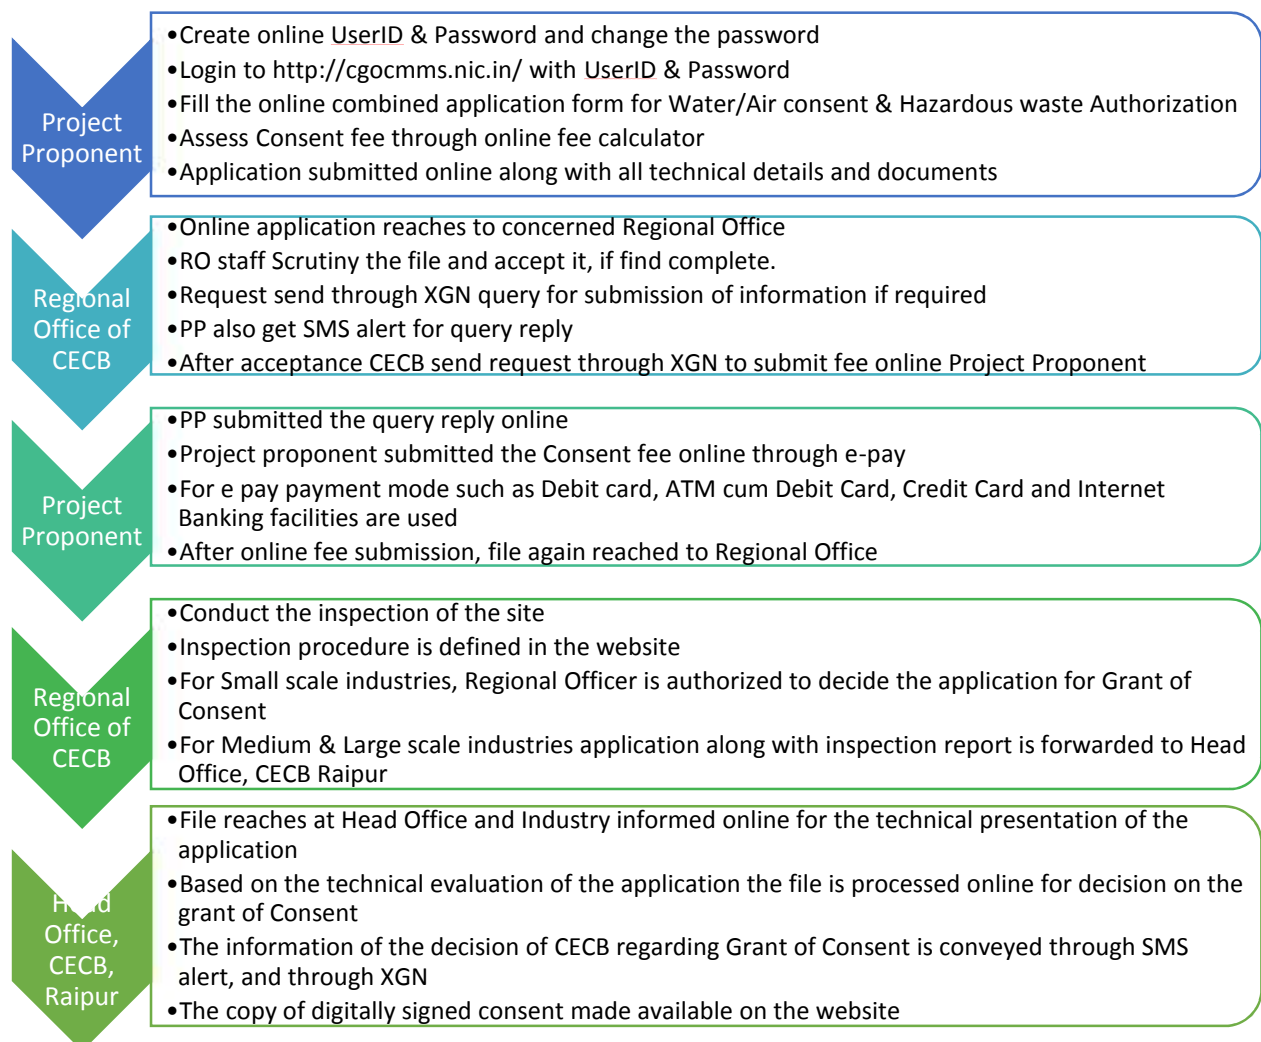 Project
Proponent
•Create online UserID & Password and change the password
•Login to http://cgocmms.nic.in/ with UserID & Password
•Fill the online combined application form for Water/Air consent & Hazardous waste Authorization
•Assess Consent fee through online fee calculator
•Application submitted online along with all technical details and documents
Regional
Office of
CECB
•Online application reaches to concerned Regional Office
•RO staff Scrutiny the file and accept it, if find complete.
•Request send through XGN query for submission of information if required
•PP also get SMS alert for query reply
•After acceptance CECB send request through XGN to submit fee online Project Proponent
Project
Proponent
•PP submitted the query reply online
•Project proponent submitted the Consent fee online through e-pay
•For e pay payment mode such as Debit card, ATM cum Debit Card, Credit Card and Internet
Banking facilities are used
•After online fee submission, file again reached to Regional Office
Regional
Office of
CECB
•Conduct the inspection of the site
•Inspection procedure is defined in the website
•For Small scale industries, Regional Officer is authorized to decide the application for Grant of
Consent
•For Medium & Large scale industries application along with inspection report is forwarded to Head
Office, CECB Raipur
Head
Office,
CECB,
Raipur
•File reaches at Head Office and Industry informed online for the technical presentation of the
application
•Based on the technical evaluation of the application the file is processed online for decision on the
grant of Consent
•The information of the decision of CECB regarding Grant of Consent is conveyed through SMS
alert, and through XGN
•The copy of digitally signed consent made available on the website